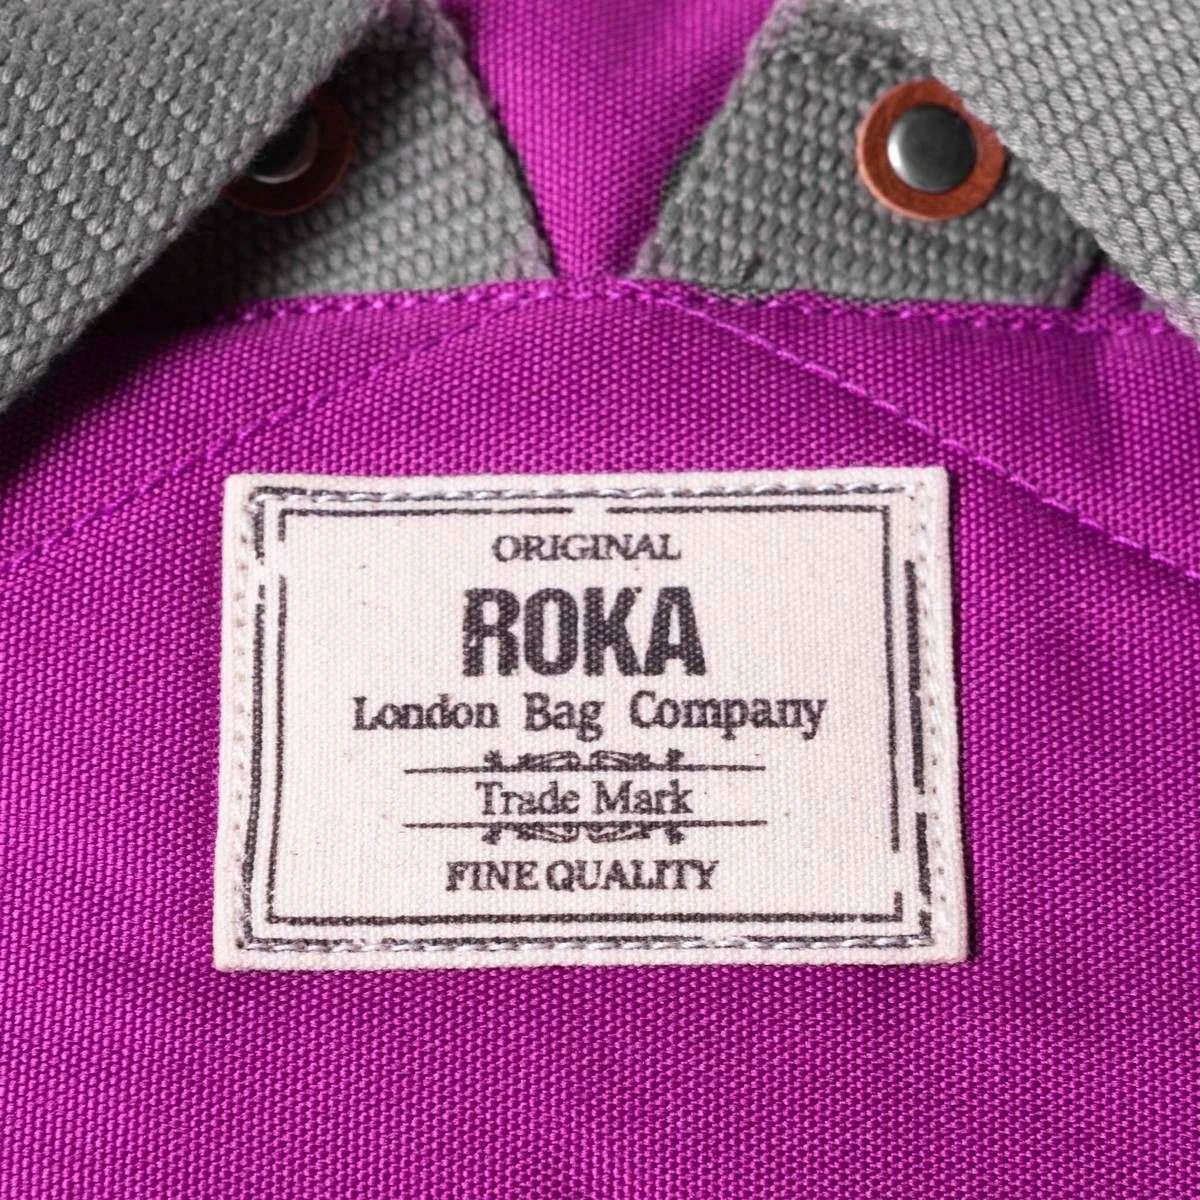 ORIGINAL
ROKA
London Bag Company
Trade Mark
FINE QUALITY